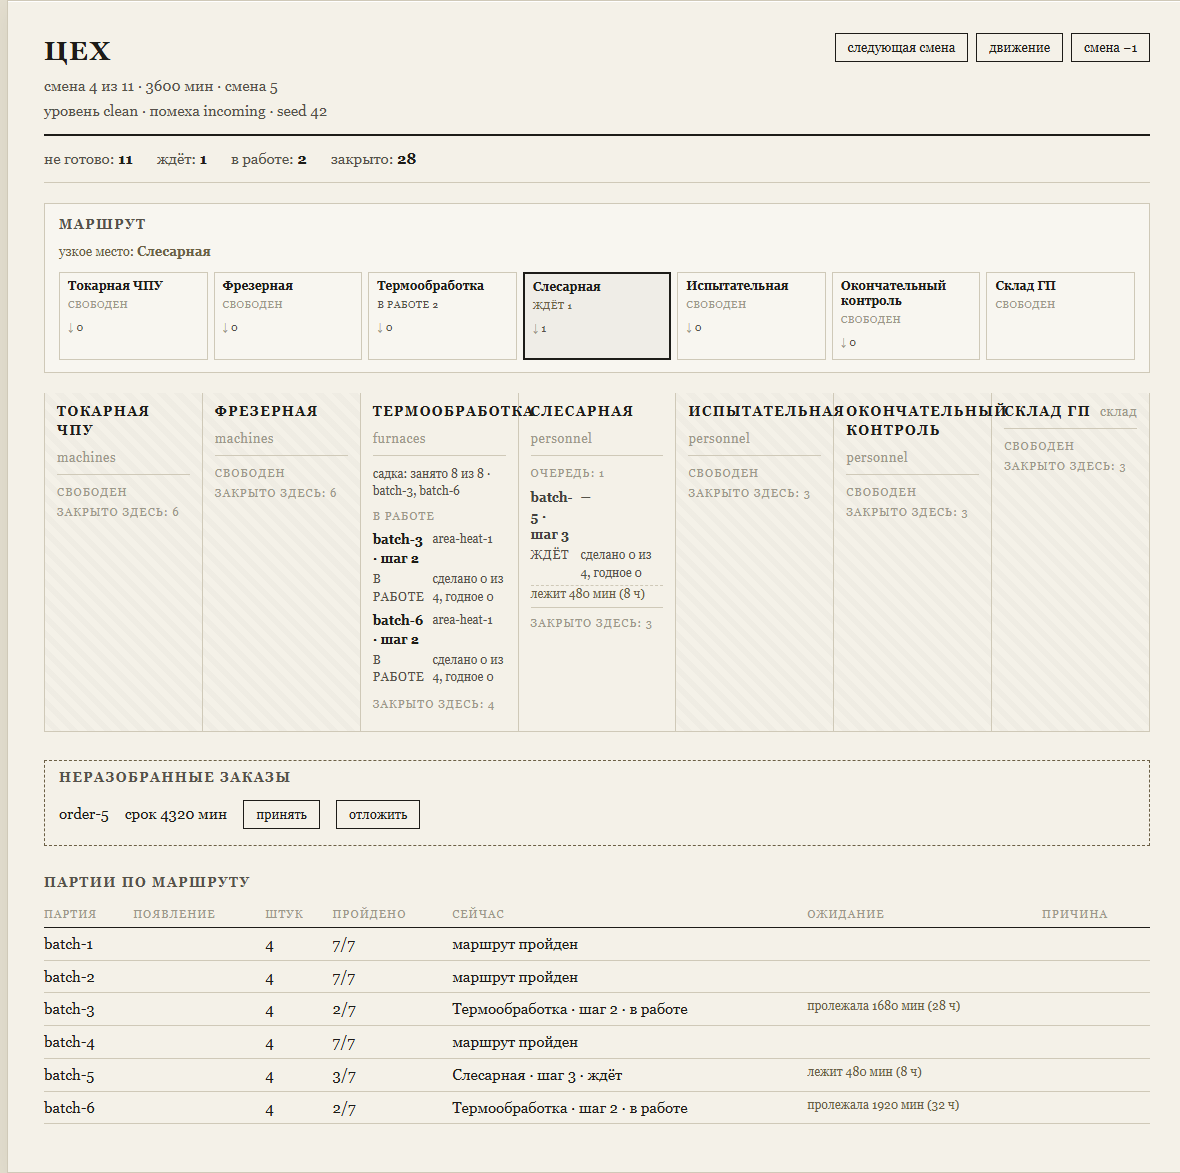 ЦЕХ
следующая смена
движение
смена −1
смена 4 из 11 · 3600 мин · смена 5
уровень clean · помеха incoming · seed 42
не готово: 11 ждёт: 1 в работе: 2 закрыто: 28
МАРШРУТ
узкое место: Слесарная
Токарная ЧПУ
СВОБОДЕН
↓ 0
Фрезерная
СВОБОДЕН
↓ 0
Термообработка
В РАБОТЕ 2
↓ 0
Слесарная
ЖДЁТ 1
↓ 1
Испытательная
СВОБОДЕН
↓ 0
Окончательный
контроль
СВОБОДЕН
↓ 0
Склад ГП
СВОБОДЕН
ТОКАРНАЯ
ЧПУ
machines
СВОБОДЕН
ЗАКРЫТО ЗДЕСЬ: 6
ФРЕЗЕРНАЯ
machines
СВОБОДЕН
ЗАКРЫТО ЗДЕСЬ: 6
ТЕРМООБРАБОТКА
furnaces
садка: занято 8 из 8 ·
batch-3, batch-6
В РАБОТЕ
batch-3 area-heat-1
· шаг 2
В сделано 0 из
РАБОТЕ 4, годное 0
batch-6 area-heat-1
· шаг 2
В сделано 0 из
РАБОТЕ 4, годное 0
ЗАКРЫТО ЗДЕСЬ: 4
СЛЕСАРНАЯ
personnel
ОЧЕРЕДЬ: 1
batch- —
5 ·
шаг 3
ЖДЁТ сделано 0 из
4, годное 0
лежит 480 мин (8 ч)
ЗАКРЫТО ЗДЕСЬ: 3
ИСПЫТАТЕЛЬНАЯ
personnel
СВОБОДЕН
ЗАКРЫТО ЗДЕСЬ: 3
ОКОНЧАТЕЛЬНЫЙ
КОНТРОЛЬ
personnel
СВОБОДЕН
ЗАКРЫТО ЗДЕСЬ: 3
СКЛАД ГП склад
СВОБОДЕН
ЗАКРЫТО ЗДЕСЬ: 3
НЕРАЗОБРАННЫЕ ЗАКАЗЫ
order-5 срок 4320 мин принять отложить
ПАРТИИ ПО МАРШРУТУ
ПАРТИЯ ПОЯВЛЕНИЕ ШТУК ПРОЙДЕНО СЕЙЧАС ОЖИДАНИЕ ПРИЧИНА
batch-1 4 7/7 маршрут пройден
batch-2 4 7/7 маршрут пройден
batch-3 4 2/7 Термообработка · шаг 2 · в работе пролежала 1680 мин (28 ч)
batch-4 4 7/7 маршрут пройден
batch-5 4 3/7 Слесарная · шаг 3 · ждёт лежит 480 мин (8 ч)
batch-6 4 2/7 Термообработка · шаг 2 · в работе пролежала 1920 мин (32 ч)